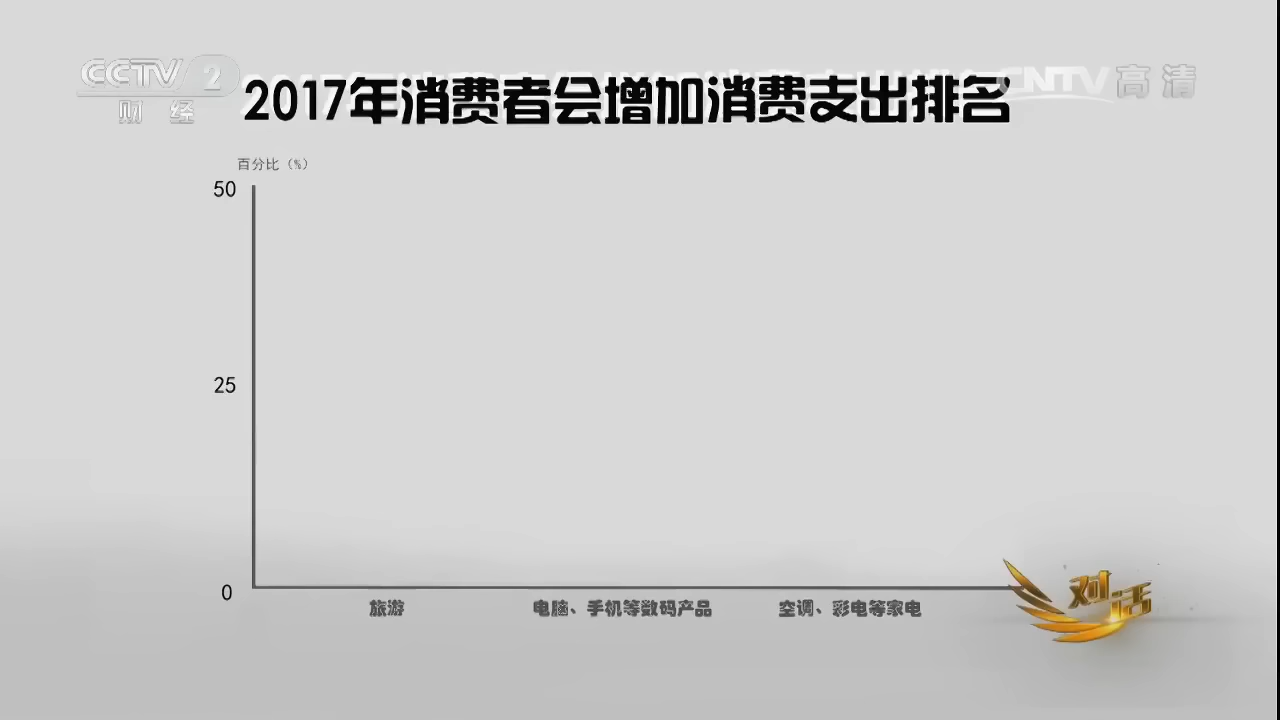 CCTV 2
财 经
CNTV 高清
2017年消费者会增加消费支出排名
百分比（%）
50
25
0
旅游
电脑、手机等数码产品
空调、彩电等家电
对话